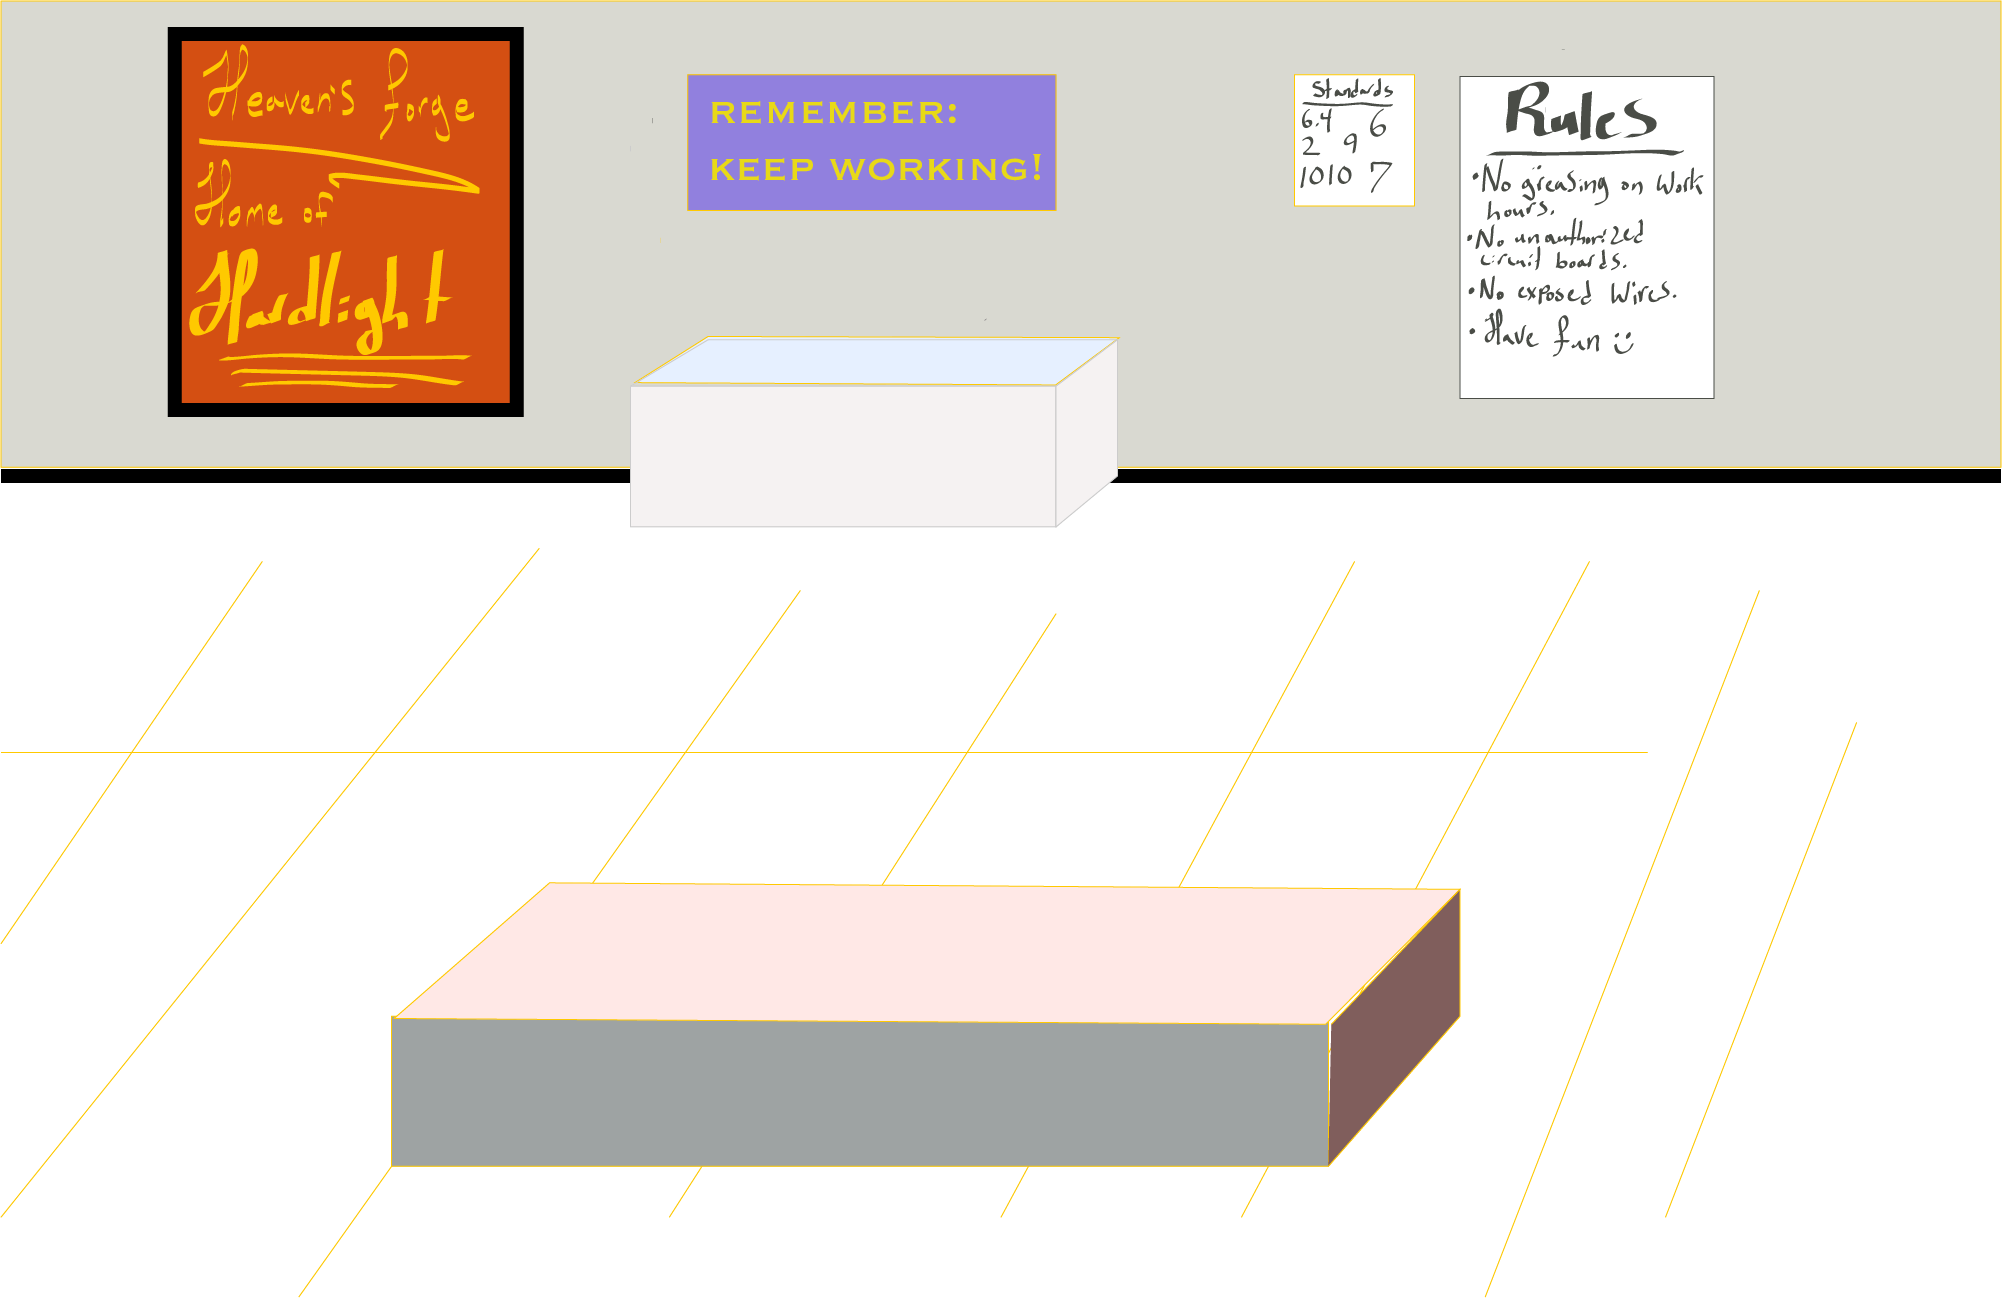 Heaven's forge
Home of
Hardlight
REMEMBER:
KEEP WORKING!
Standards
6.4 6
2 9
1010 7
Rules
•No greasing on Work
hours.
•No unauthorized
circuit boards.
•No exposed Wires.
•Have fun :)